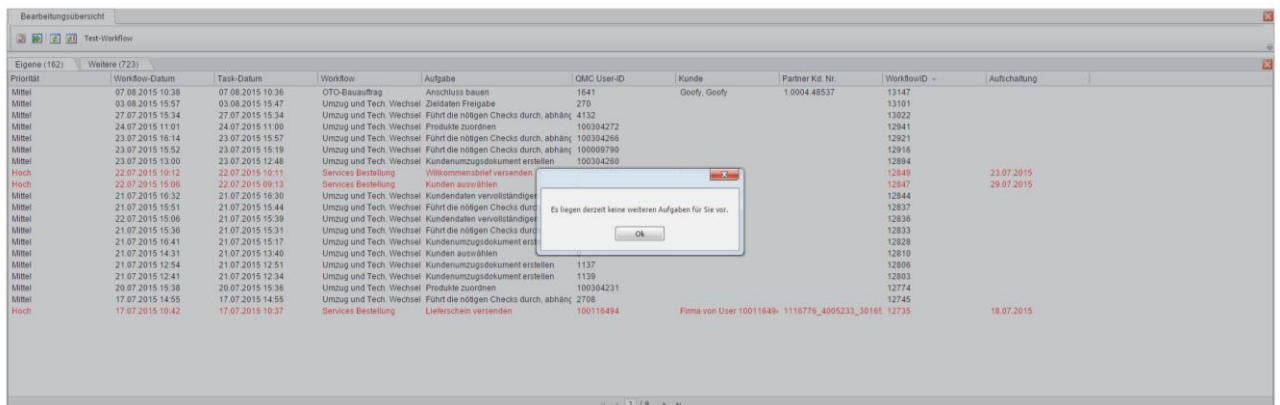 Bearbeitungsübersicht
Test-Workflow
Eigene (162) Weitere (723)
Priorität Workflow-Datum Task-Datum Workflow Aufgabe QMC User-ID Kunde Partner Kd. Nr. WorkflowID Aufschaltung
Mittel 07.08.2015 10:38 07.08.2015 10:36 OTO-Bauauftrag Anschluss bauen 1641 Goofy, Goofy 1.0004.48537 13147
Mittel 03.08.2015 15:57 03.08.2015 15:47 Umzug und Tech. Wechsel Zieldaten Freigabe 270 13101
Mittel 27.07.2015 15:34 27.07.2015 15:34 Umzug und Tech. Wechsel Führt die nötigen Checks durch, abhäng 4132 13022
Mittel 24.07.2015 11:01 24.07.2015 11:00 Umzug und Tech. Wechsel Produkte zuordnen 100304272 12941
Mittel 23.07.2015 16:14 23.07.2015 15:57 Umzug und Tech. Wechsel Führt die nötigen Checks durch, abhäng 100304266 12921
Mittel 23.07.2015 15:52 23.07.2015 15:19 Umzug und Tech. Wechsel Führt die nötigen Checks durch, abhäng 100009790 12916
Mittel 23.07.2015 13:00 23.07.2015 12:48 Umzug und Tech. Wechsel Kundenumzugsdokument erstellen 100304260 12894
Hoch 22.07.2015 10:12 22.07.2015 10:11 Services Bestellung Willkommensbrief versenden 12849 23.07.2015
Hoch 22.07.2015 15:06 22.07.2015 09:13 Services Bestellung Kunden auswählen 12847 29.07.2015
Mittel 21.07.2015 16:32 21.07.2015 16:30 Umzug und Tech. Wechsel Kundendaten vervollständigen 12844
Mittel 21.07.2015 15:51 21.07.2015 15:44 Umzug und Tech. Wechsel Führt die nötigen Checks durc 12837
Mittel 22.07.2015 15:06 21.07.2015 15:39 Umzug und Tech. Wechsel Kundendaten vervollständigen 12836
Mittel 21.07.2015 15:36 21.07.2015 15:31 Umzug und Tech. Wechsel Führt die nötigen Checks durc 12833
Mittel 21.07.2015 16:41 21.07.2015 15:17 Umzug und Tech. Wechsel Kundenumzugsdokument erst 12828
Mittel 21.07.2015 14:31 21.07.2015 13:40 Umzug und Tech. Wechsel Kunden auswählen 0 12810
Mittel 21.07.2015 12:54 21.07.2015 12:51 Umzug und Tech. Wechsel Kundenumzugsdokument erstellen 1137 12806
Mittel 21.07.2015 12:41 21.07.2015 12:34 Umzug und Tech. Wechsel Kundenumzugsdokument erstellen 1139 12803
Mittel 20.07.2015 15:38 20.07.2015 15:36 Umzug und Tech. Wechsel Produkte zuordnen 100304231 12774
Mittel 17.07.2015 14:55 17.07.2015 14:55 Umzug und Tech. Wechsel Führt die nötigen Checks durch, abhäng 2708 12745
Hoch 17.07.2015 10:42 17.07.2015 10:37 Services Bestellung Lieferschein versenden 100116494 Firma von User 10011649 1116776_4005233_30165 12735 18.07.2015
Es liegen derzeit keine weiteren Aufgaben für Sie vor.
Ok
1 / 9